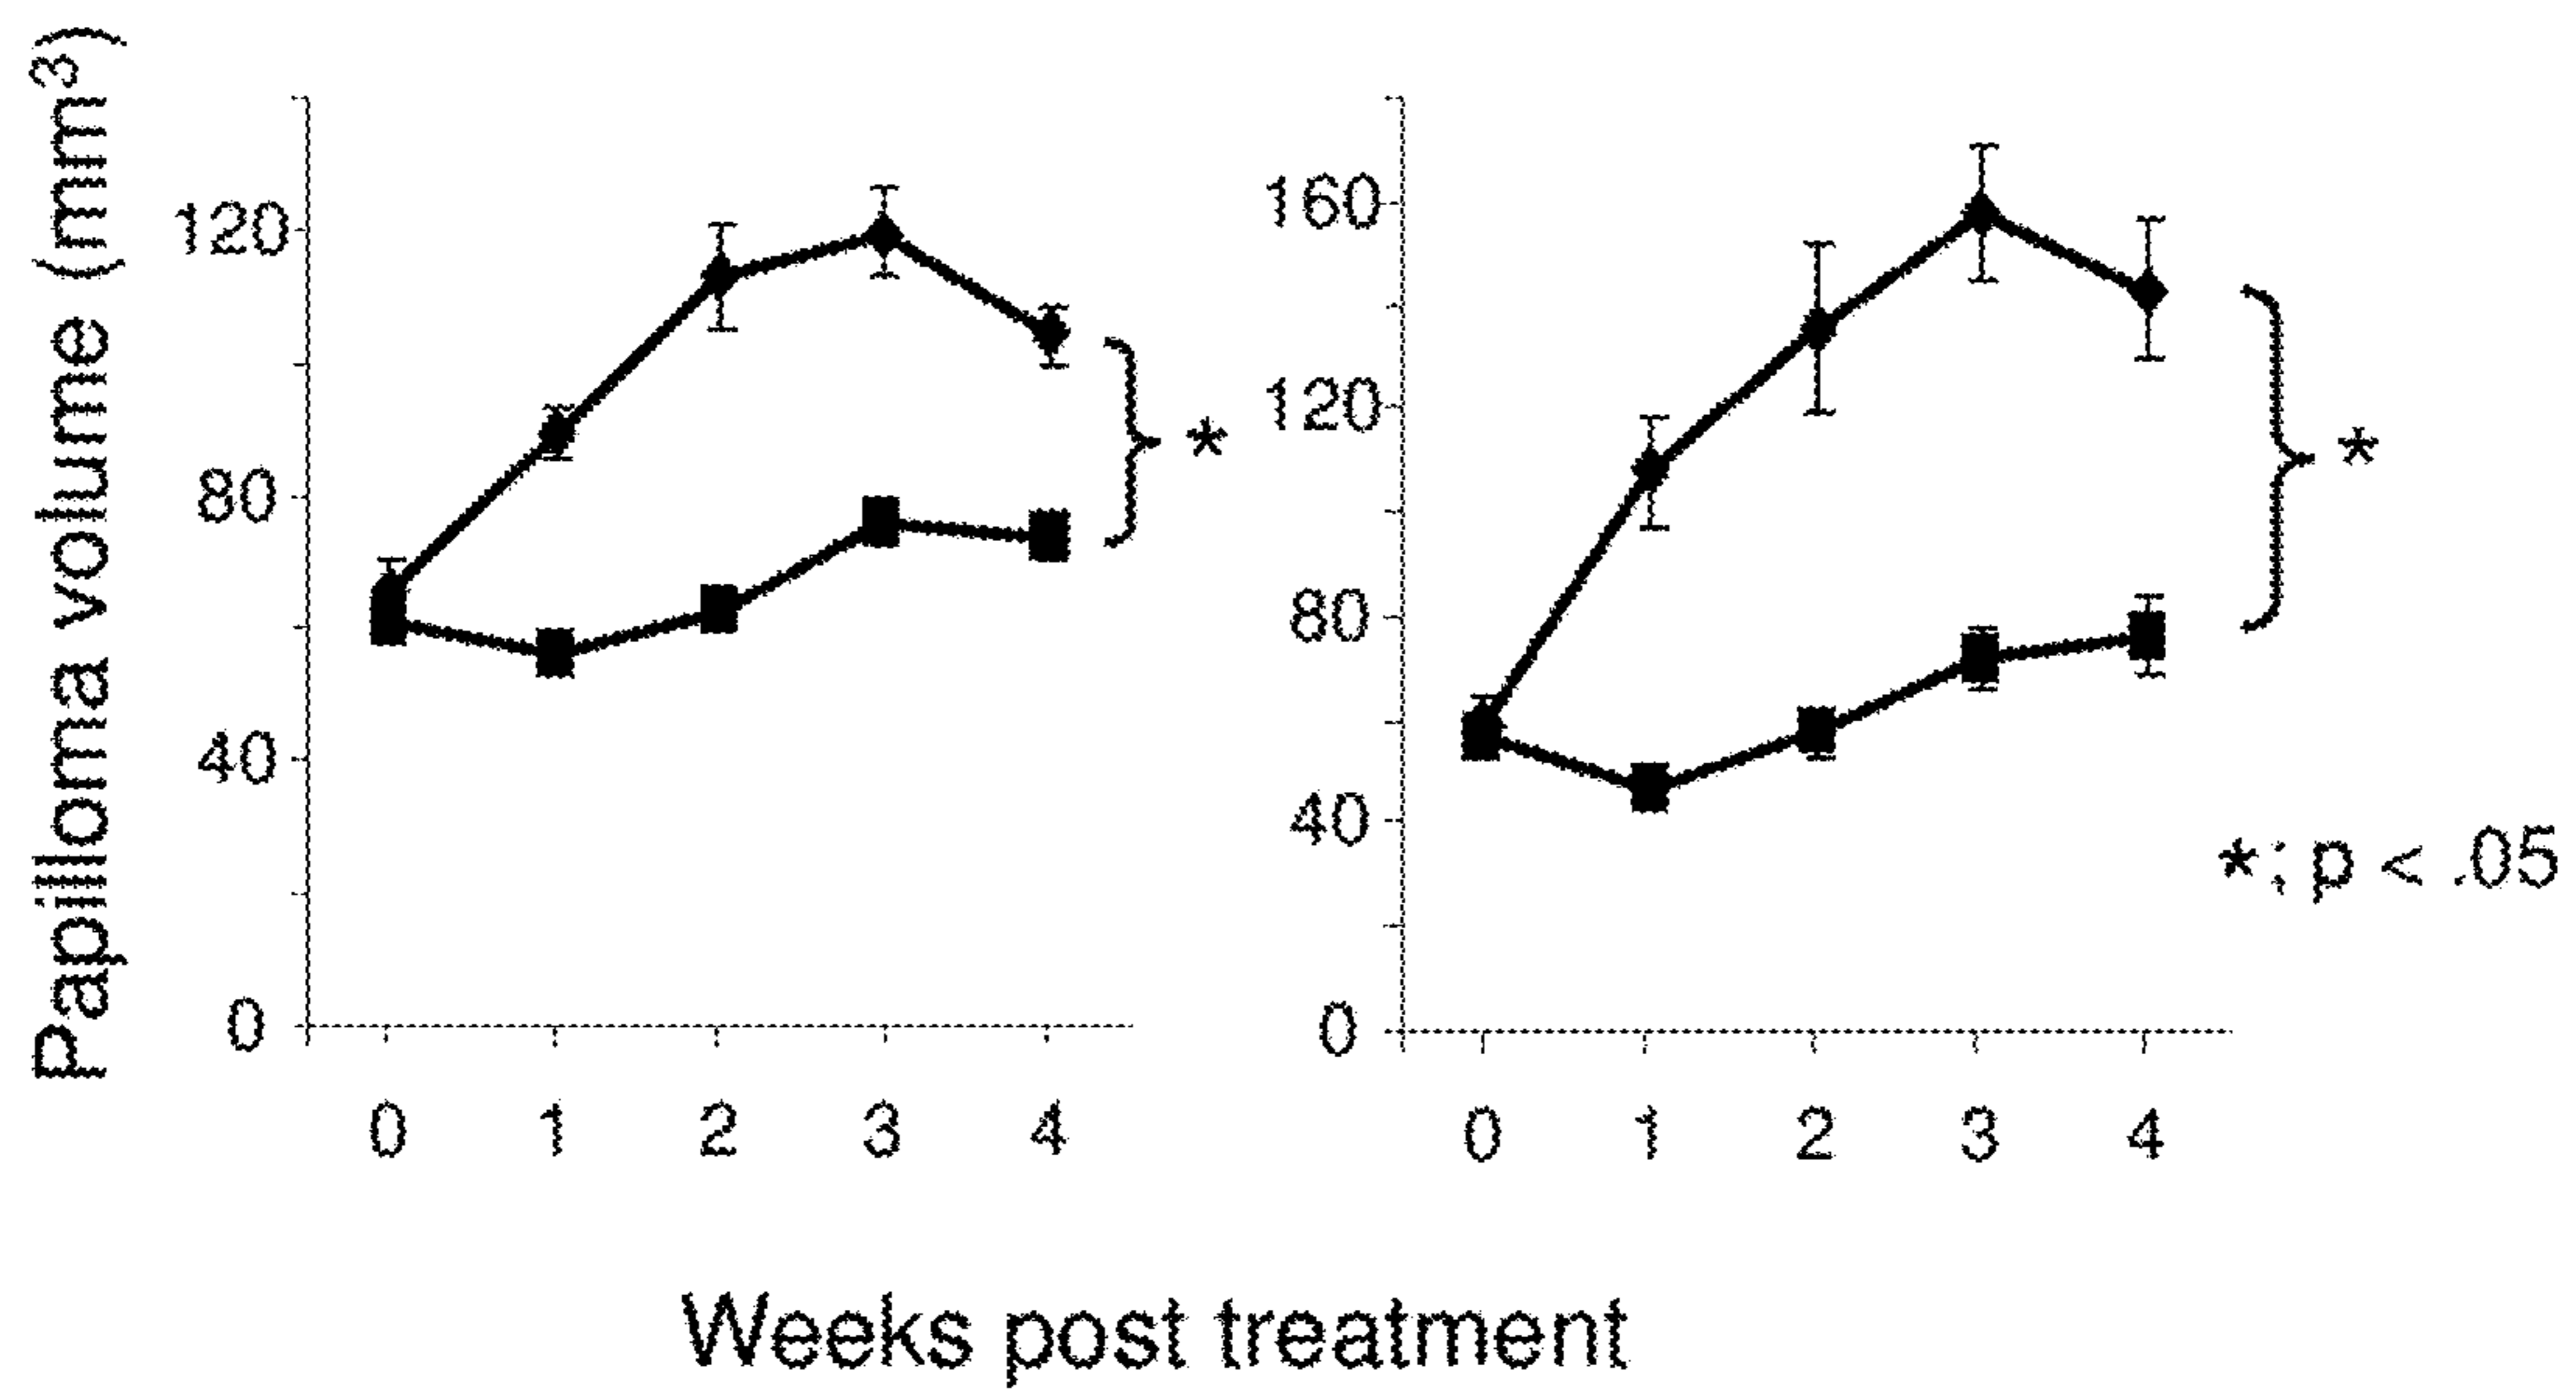 Papilloma volume (mm³)
120
80
40
0
0 1 2 3 4
*
160
120
80
40
0
0 1 2 3 4
*
*; p < .05
Weeks post treatment